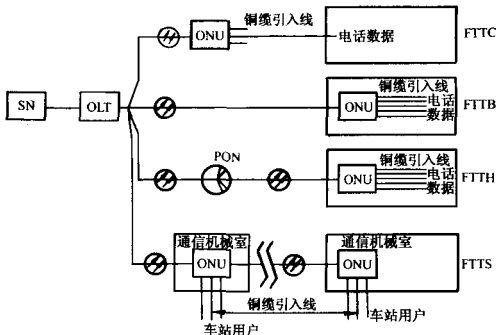 铜缆引入线
ONU
电话数据
FTTC
SN
OLT
铜缆引入线
ONU
电话
数据
FTTB
PON
铜缆引入线
ONU
电话
数据
FTTH
通信机械室
ONU
通信机械室
ONU
FTTS
铜缆引入线
车站用户
车站用户